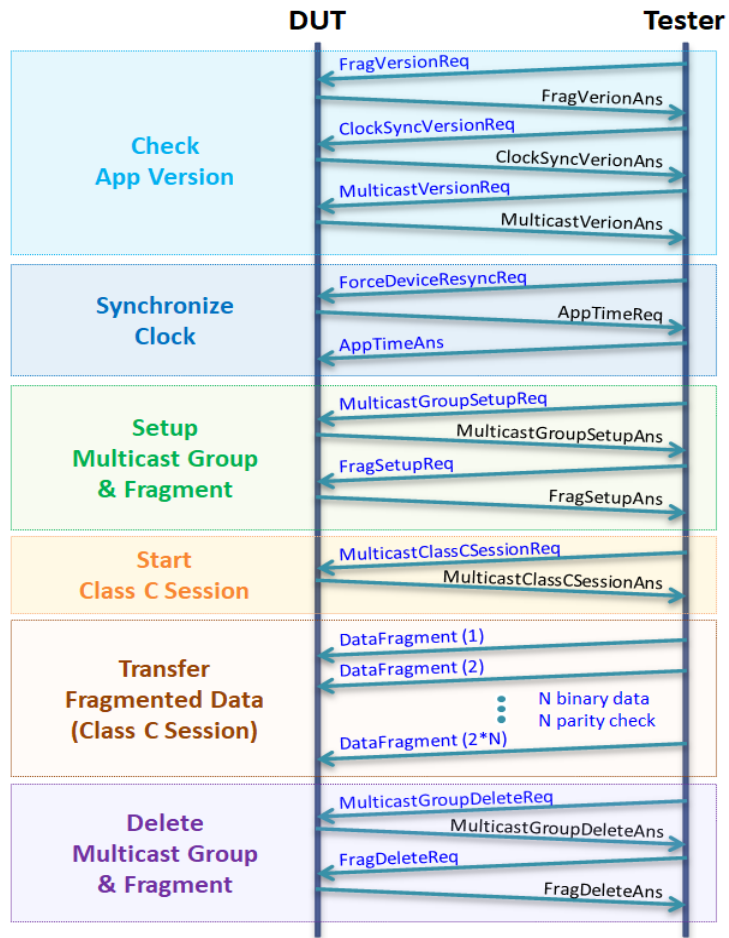 DUT
Tester
Check
App Version
FragVersionReq
FragVerionAns
ClockSyncVersionReq
ClockSyncVerionAns
MulticastVersionReq
MulticastVerionAns
Synchronize
Clock
ForceDeviceResyncReq
AppTimeReq
AppTimeAns
Setup
Multicast Group
& Fragment
MulticastGroupSetupReq
MulticastGroupSetupAns
FragSetupReq
FragSetupAns
Start
Class C Session
MulticastClassCSessionReq
MulticastClassCSessionAns
Transfer
Fragmented Data
(Class C Session)
DataFragment (1)
DataFragment (2)
N binary data
N parity check
DataFragment (2*N)
Delete
Multicast Group
& Fragment
MulticastGroupDeleteReq
MulticastGroupDeleteAns
FragDeleteReq
FragDeleteAns